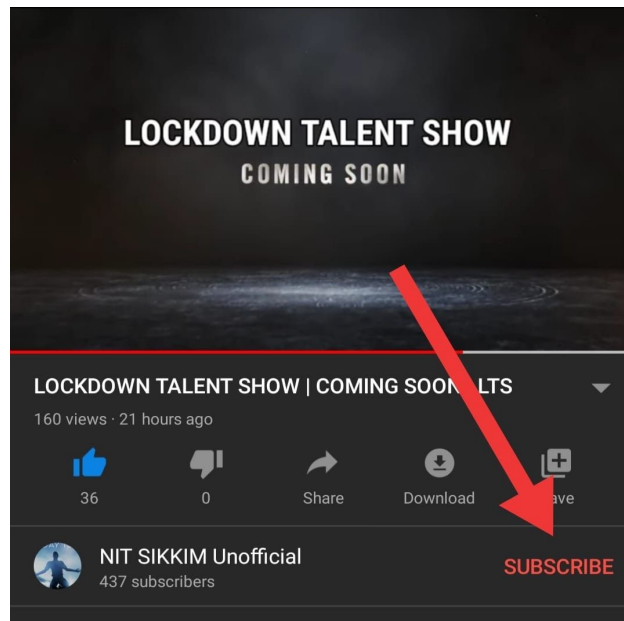 LOCKDOWN TALENT SHOW
COMING SOON
LOCKDOWN TALENT SHOW | COMING SOON LTS
160 views · 21 hours ago
36
0
Share
Download
ave
NIT SIKKIM Unofficial
437 subscribers
SUBSCRIBE